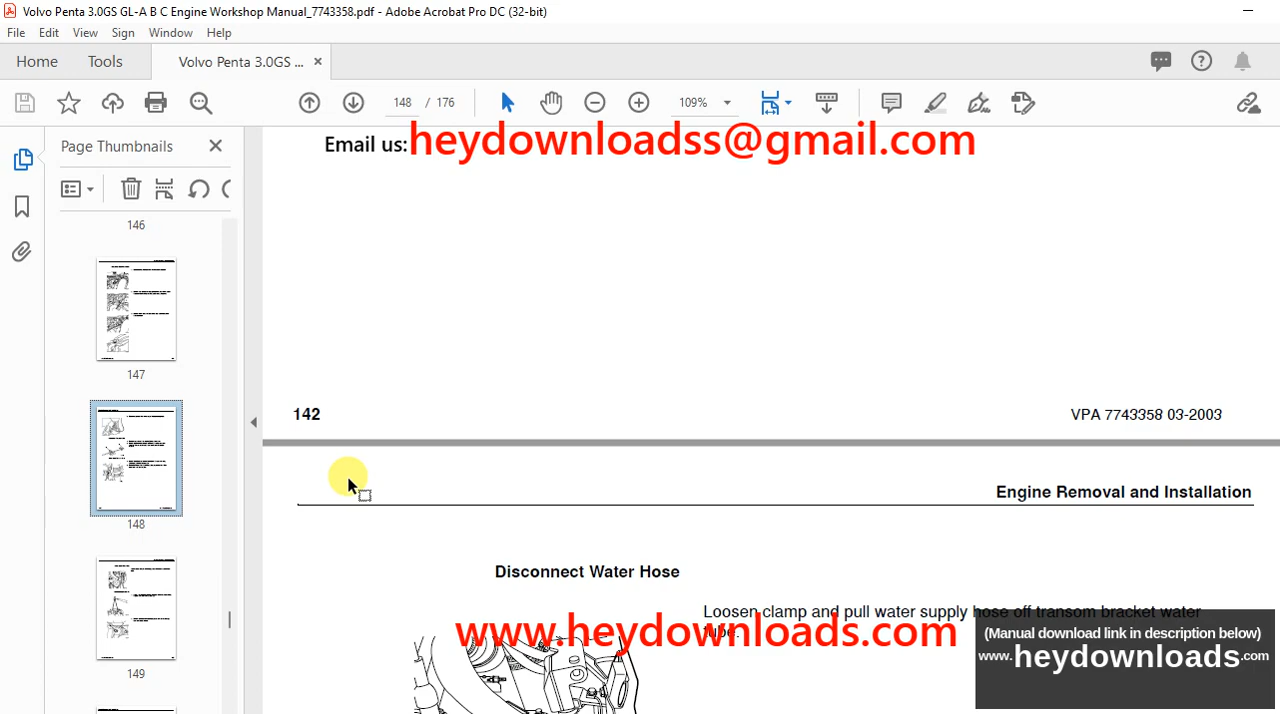 Volvo Penta 3.0GS GL-A B C Engine Workshop Manual_7743358.pdf - Adobe Acrobat Pro DC (32-bit)
File Edit View Sign Window Help
Home Tools Volvo Penta 3.0GS ... ×
148 / 176 109%
Page Thumbnails
146
147
148
149
Email us:heydownloadss@gmail.com
142 VPA 7743358 03-2003
Engine Removal and Installation
Disconnect Water Hose
Loosen clamp and pull water supply hose off transom bracket water
tube.
www.heydownloads.com
(Manual download link in description below)
www.heydownloads.com